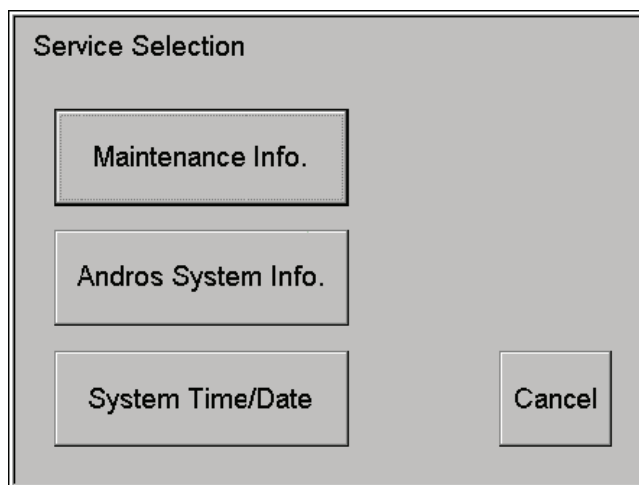 Service Selection
Maintenance Info.
Andros System Info.
System Time/Date
Cancel